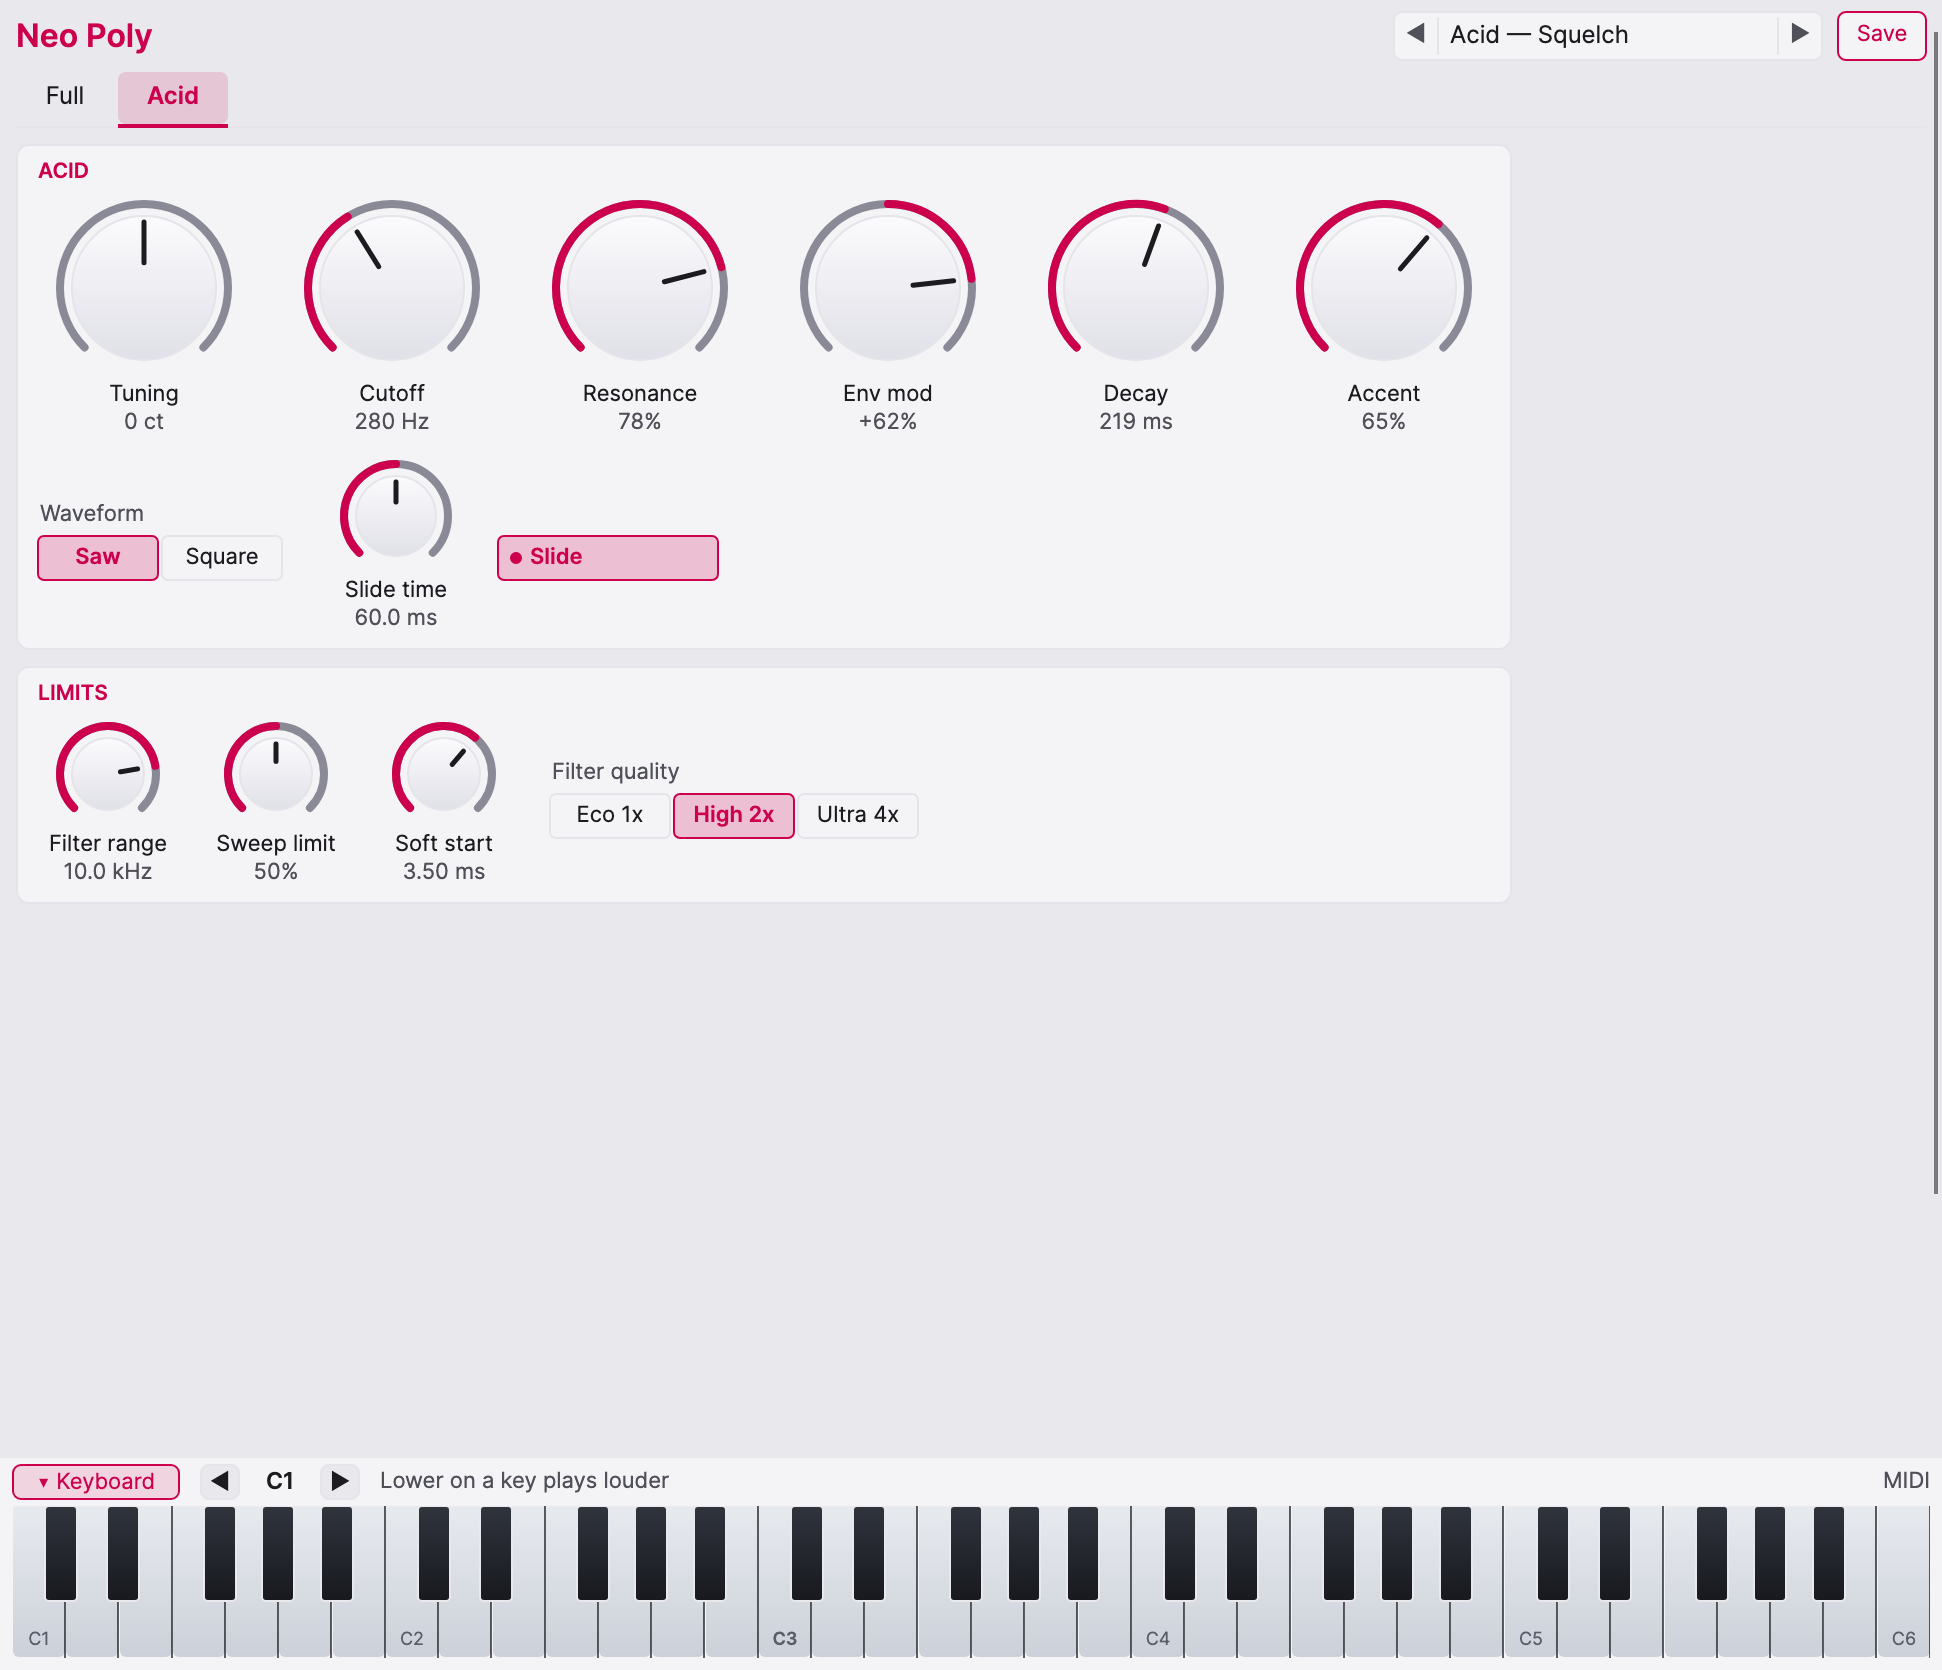 Neo Poly
◀ Acid — Squelch ▶ Save
Full Acid
ACID
Tuning Cutoff Resonance Env mod Decay Accent
0 ct 280 Hz 78% +62% 219 ms 65%
Waveform
Saw Square
Slide
Slide time
60.0 ms
LIMITS
Filter range Sweep limit Soft start
10.0 kHz 50% 3.50 ms
Filter quality
Eco 1x High 2x Ultra 4x
▾ Keyboard ◀ C1 ▶ Lower on a key plays louder MIDI
C1 C2 C3 C4 C5 C6